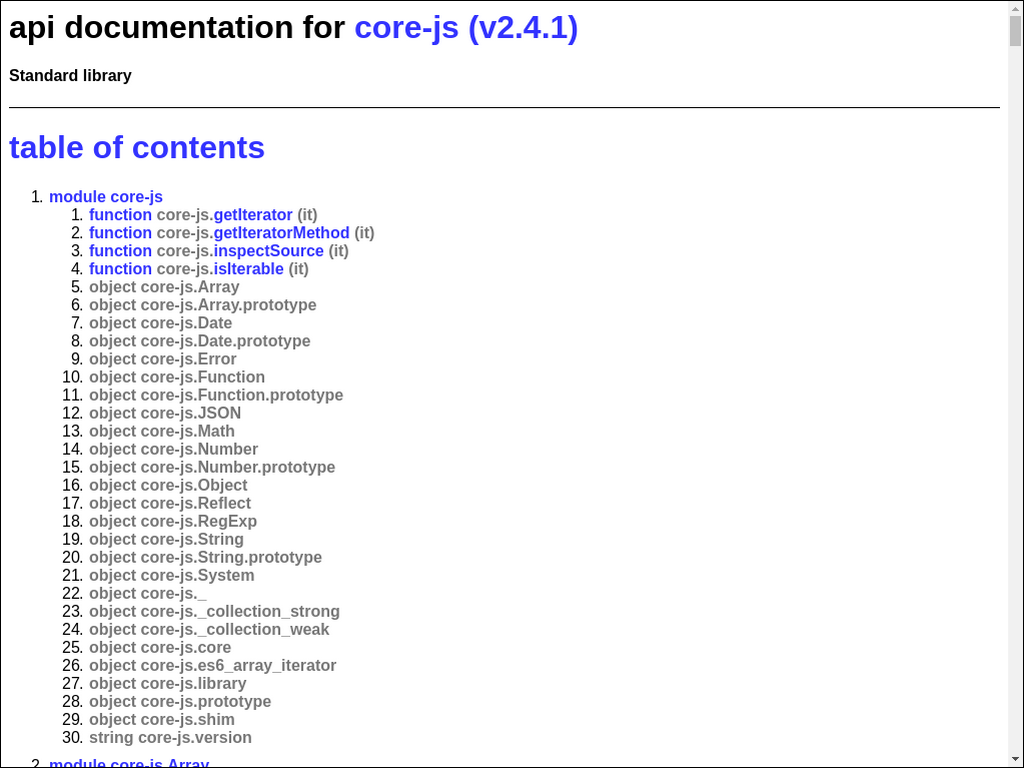 api documentation for core-js (v2.4.1)
Standard library
table of contents
1. module core-js
1. function core-js.getIterator (it)
2. function core-js.getIteratorMethod (it)
3. function core-js.inspectSource (it)
4. function core-js.isIterable (it)
5. object core-js.Array
6. object core-js.Array.prototype
7. object core-js.Date
8. object core-js.Date.prototype
9. object core-js.Error
10. object core-js.Function
11. object core-js.Function.prototype
12. object core-js.JSON
13. object core-js.Math
14. object core-js.Number
15. object core-js.Number.prototype
16. object core-js.Object
17. object core-js.Reflect
18. object core-js.RegExp
19. object core-js.String
20. object core-js.String.prototype
21. object core-js.System
22. object core-js._
23. object core-js._collection_strong
24. object core-js._collection_weak
25. object core-js.core
26. object core-js.es6_array_iterator
27. object core-js.library
28. object core-js.prototype
29. object core-js.shim
30. string core-js.version
2. module core-js.Array